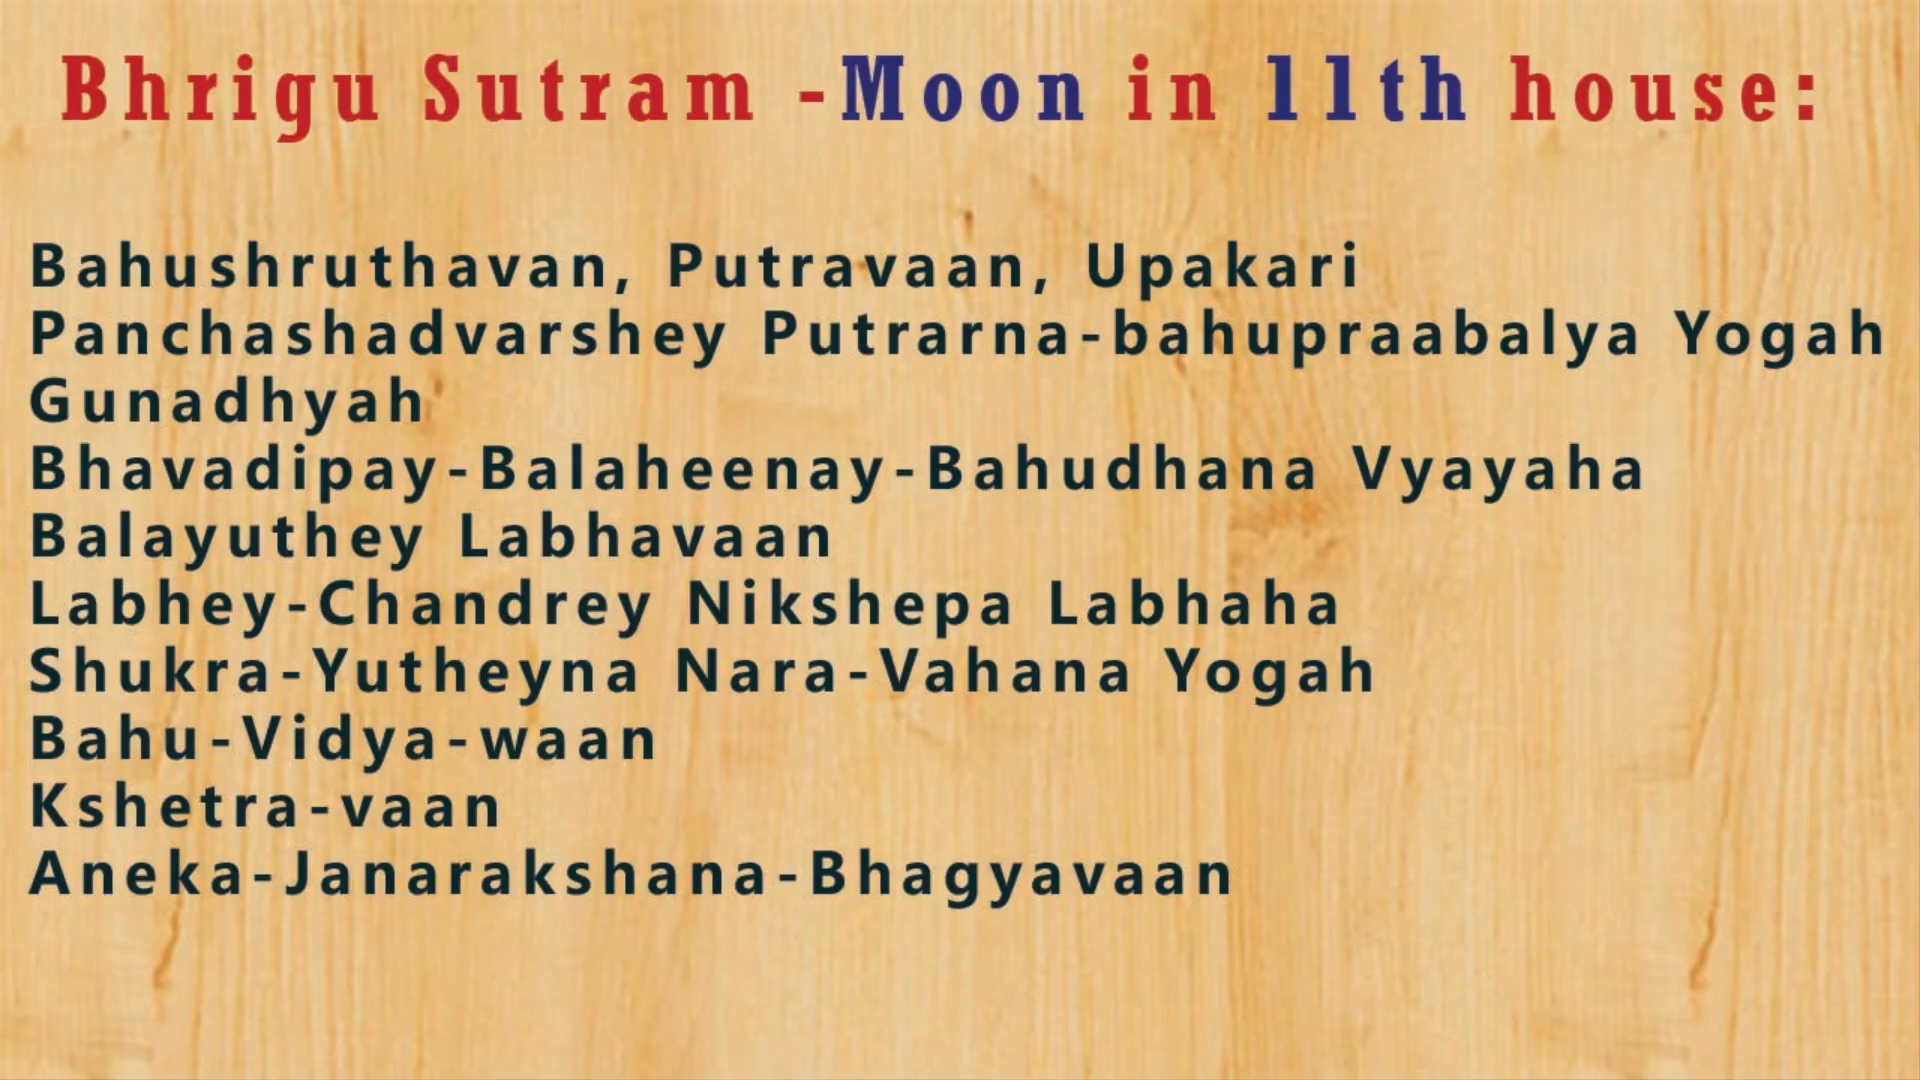 Bhrigu Sutram -Moon in 11th house:
Bahushruthavan, Putravaan, Upakari
Panchashadvarshey Putrarna-bahupraabalya Yogah
Gunadhyah
Bhavadipay-Balaheenay-Bahudhana Vyayaha
Balayuthey Labhavaan
Labhey-Chandrey Nikshepa Labhaha
Shukra-Yutheyna Nara-Vahana Yogah
Bahu-Vidya-waan
Kshetra-vaan
Aneka-Janarakshana-Bhagyavaan